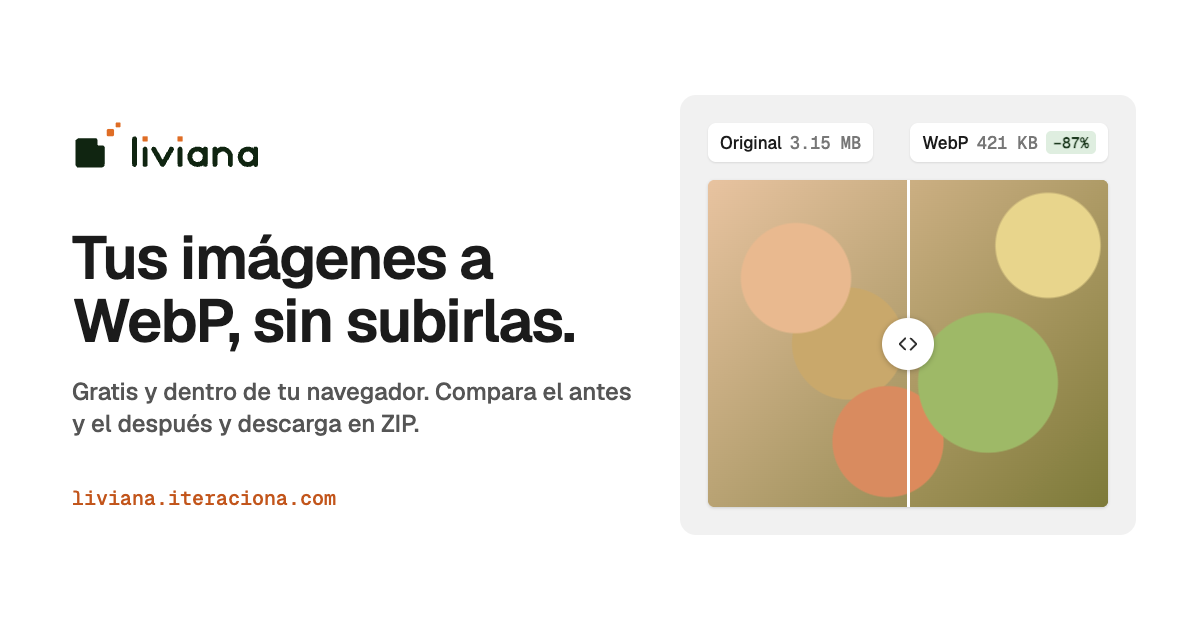 liviana
Tus imágenes a
WebP, sin subirlas.
Gratis y dentro de tu navegador. Compara el antes
y el después y descarga en ZIP.
liviana.iteraciona.com
Original 3.15 MB
WebP 421 KB -87%